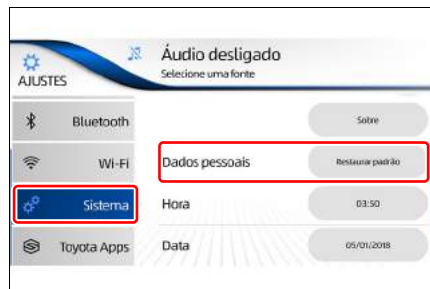 AJUSTES
Áudio desligado
Selecione uma fonte
Bluetooth
Sobre
Wi-Fi
Dados pessoais
Restaurar padrão
Sistema
Hora
03:50
Toyota Apps
Data
05/01/2018